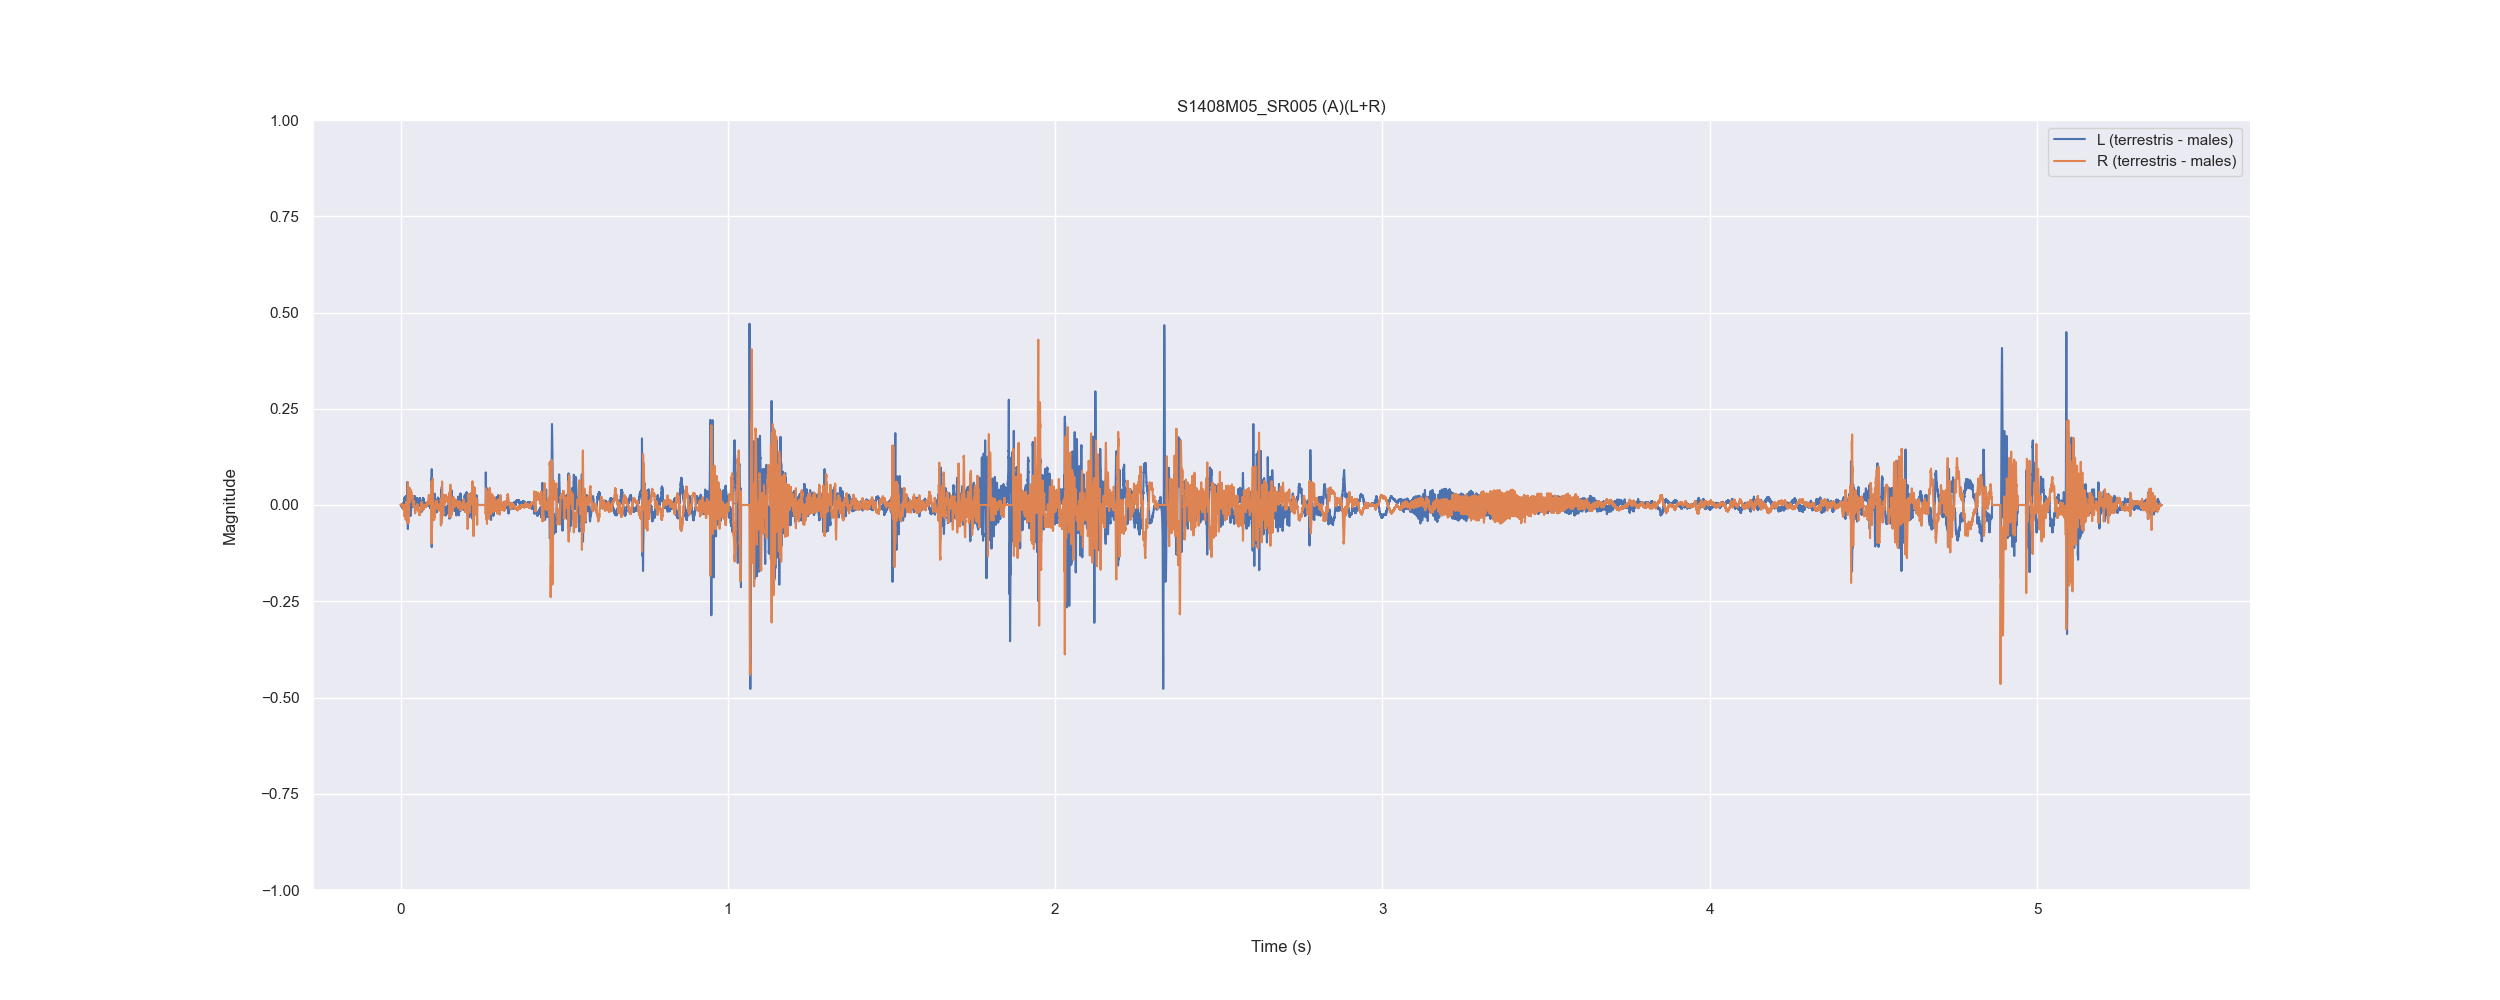 S1408M05_SR005 (A)(L+R)
L (terrestris - males)
R (terrestris - males)
1.00
0.75
0.50
0.25
0.00
−0.25
−0.50
−0.75
−1.00
Magnitude
0 1 2 3 4 5
Time (s)